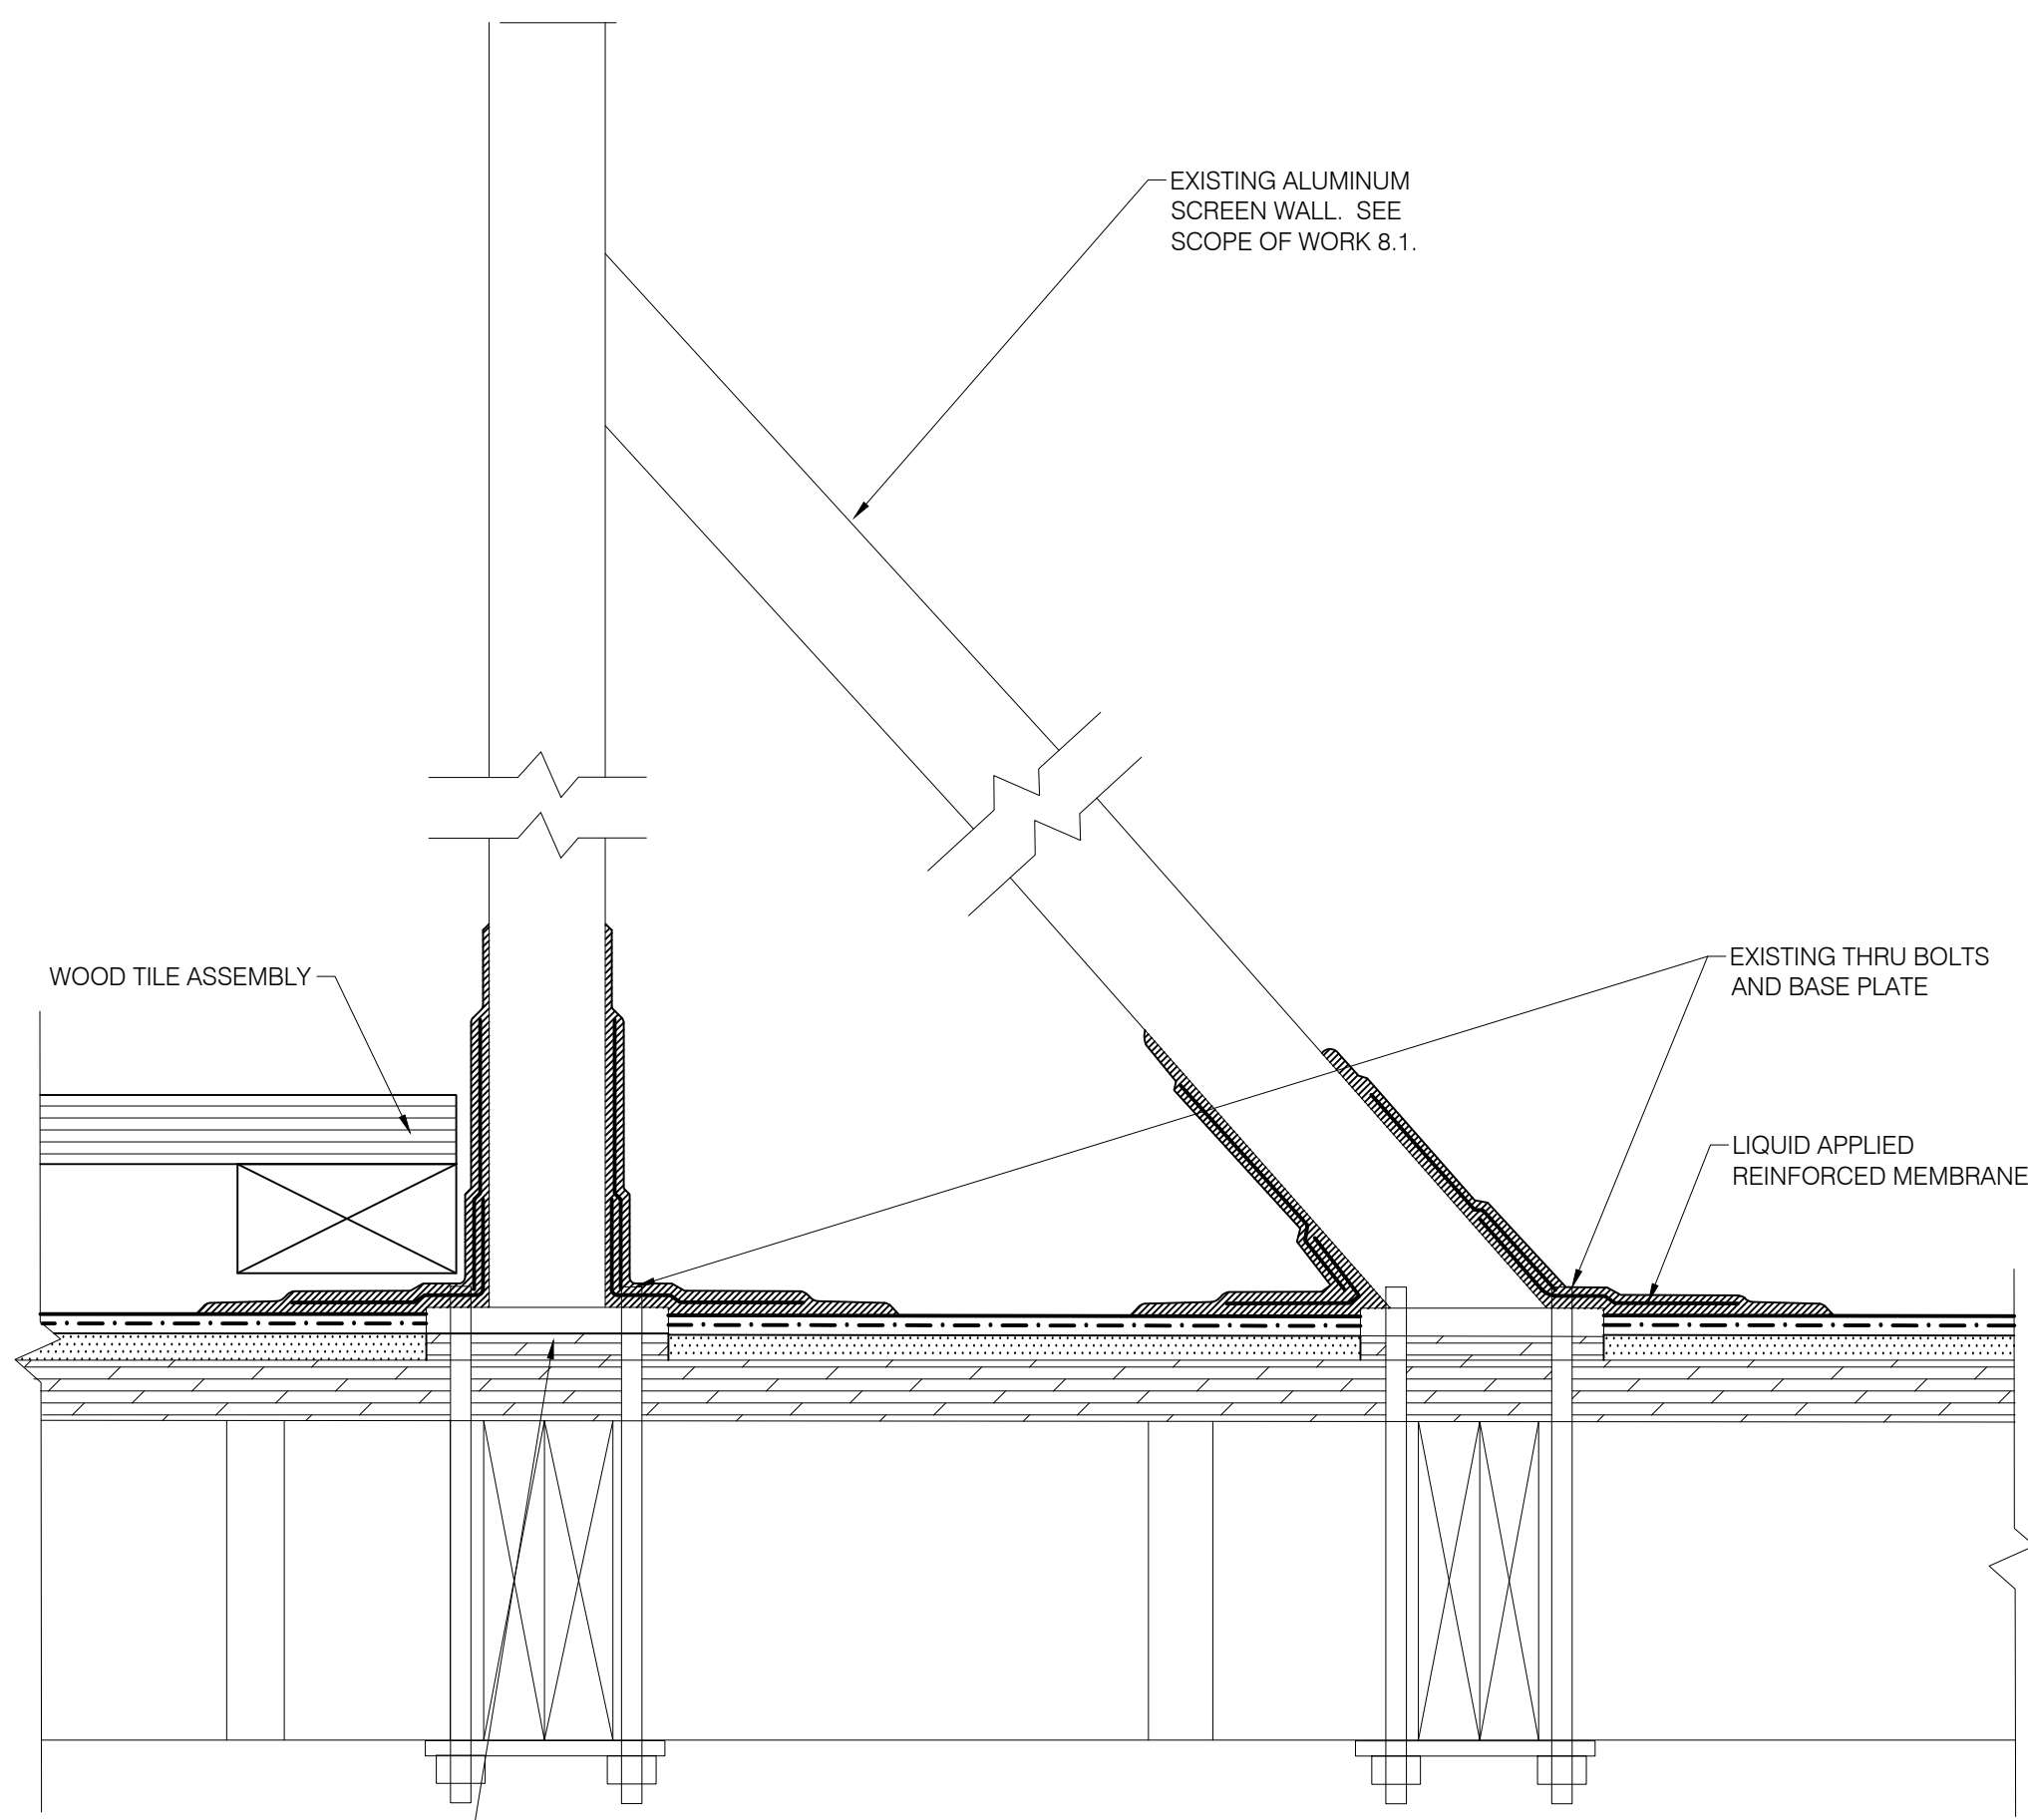 EXISTING ALUMINUM
SCREEN WALL.  SEE
SCOPE OF WORK 8.1.
WOOD TILE ASSEMBLY
EXISTING THRU BOLTS
AND BASE PLATE
LIQUID APPLIED
REINFORCED MEMBRANE